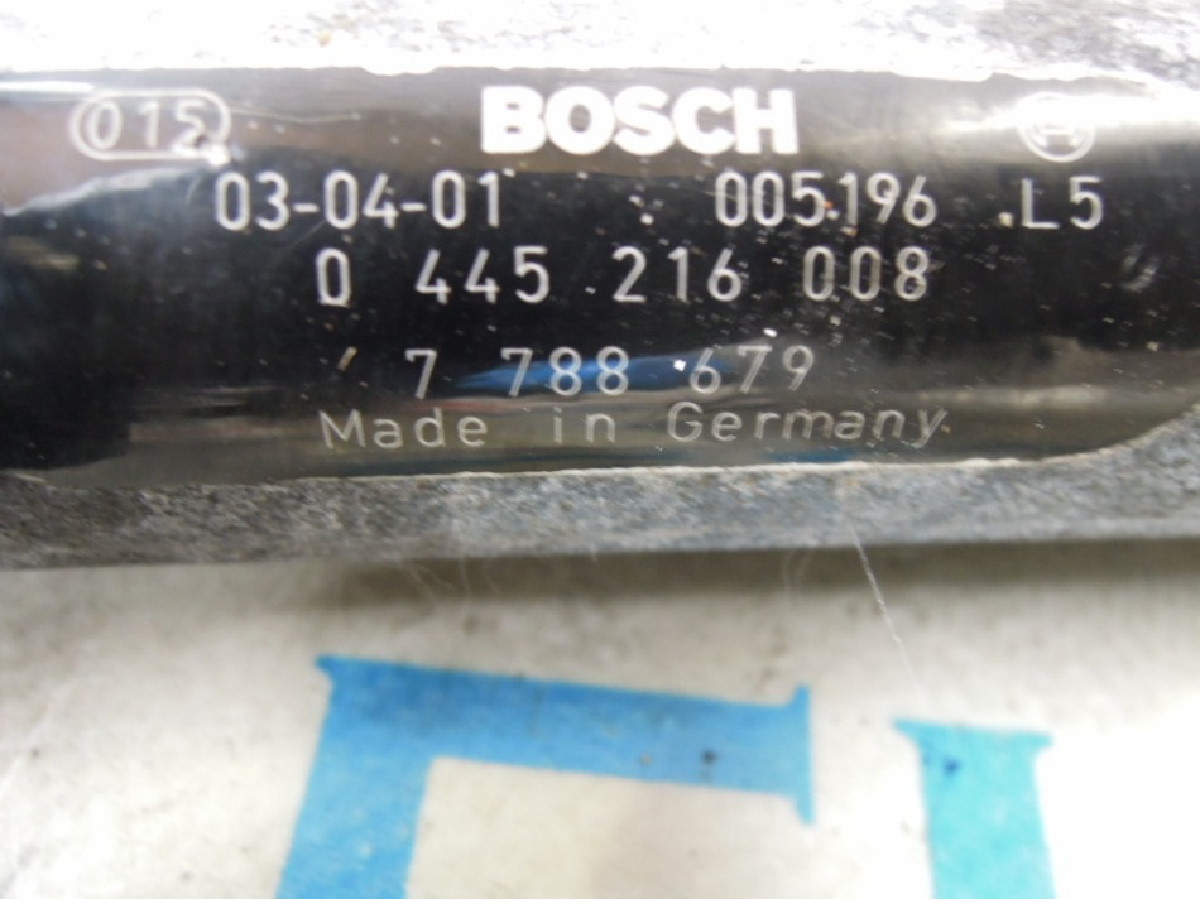 015 BOSCH H
03-04-01 005196 L5
0 445 216 008
7 788 679
Made in Germany